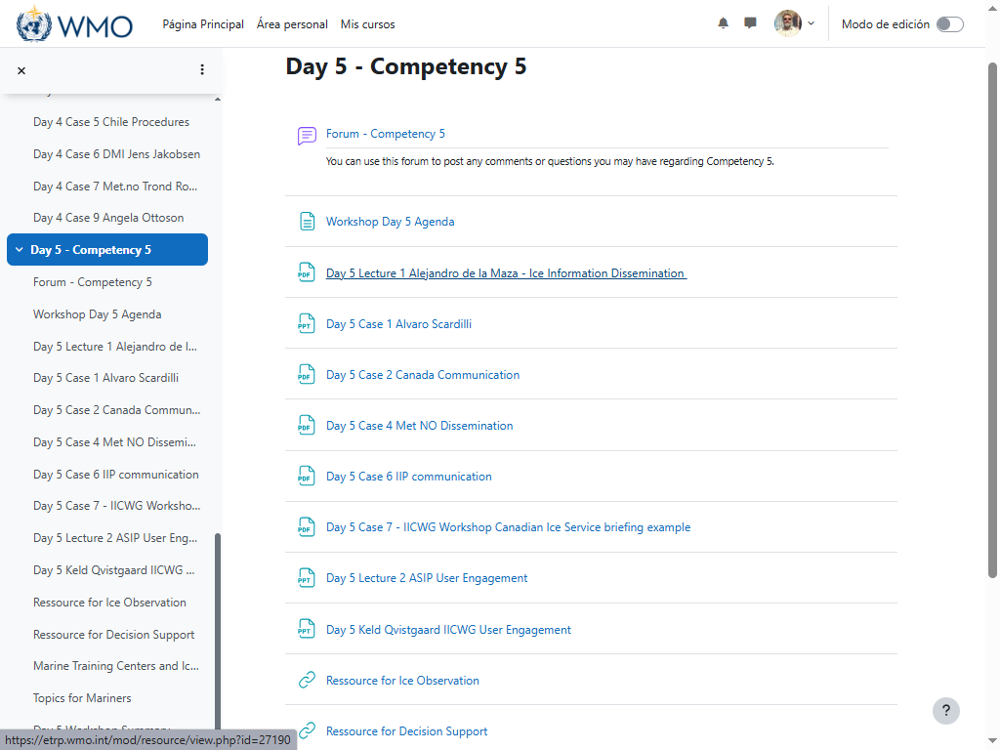 WMO
Página Principal
Área personal
Mis cursos
Modo de edición
Day 4 Case 5 Chile Procedures
Day 4 Case 6 DMI Jens Jakobsen
Day 4 Case 7 Met.no Trond Ro...
Day 4 Case 9 Angela Ottoson
Day 5 - Competency 5
Forum - Competency 5
Workshop Day 5 Agenda
Day 5 Lecture 1 Alejandro de l...
Day 5 Case 1 Alvaro Scardilli
Day 5 Case 2 Canada Commun...
Day 5 Case 4 Met NO Dissemi...
Day 5 Case 6 IIP communication
Day 5 Case 7 - IICWG Worksho...
Day 5 Lecture 2 ASIP User Eng...
Day 5 Keld Qvistgaard IICWG ...
Ressource for Ice Observation
Ressource for Decision Support
Marine Training Centers and Ic...
Topics for Mariners
Day 5 Workshop Summary
https://etrp.wmo.int/mod/resource/view.php?id=27190
Day 5 - Competency 5
Forum - Competency 5
You can use this forum to post any comments or questions you may have regarding Competency 5.
Workshop Day 5 Agenda
PDF Day 5 Lecture 1 Alejandro de la Maza - Ice Information Dissemination
PPT Day 5 Case 1 Alvaro Scardilli
PDF Day 5 Case 2 Canada Communication
PDF Day 5 Case 4 Met NO Dissemination
PDF Day 5 Case 6 IIP communication
PDF Day 5 Case 7 - IICWG Workshop Canadian Ice Service briefing example
PPT Day 5 Lecture 2 ASIP User Engagement
PPT Day 5 Keld Qvistgaard IICWG User Engagement
Ressource for Ice Observation
Ressource for Decision Support
?